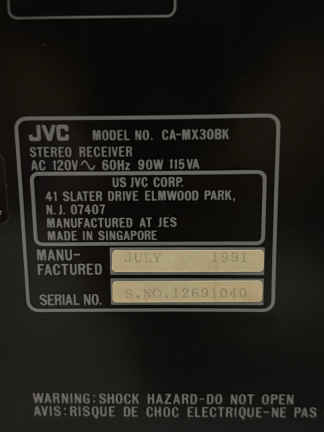 JVC MODEL NO. CA-MX30BK
STEREO RECEIVER
AC 120V～ 60Hz 90W 115VA
US JVC CORP.
41 SLATER DRIVE ELMWOOD PARK,
N.J. 07407
MANUFACTURED AT JES
MADE IN SINGAPORE
MANU-
FACTURED JULY 1991
SERIAL NO. S.NO.12691040
WARNING:SHOCK HAZARD-DO NOT OPEN
AVIS:RISQUE DE CHOC ELECTRIQUE-NE PAS